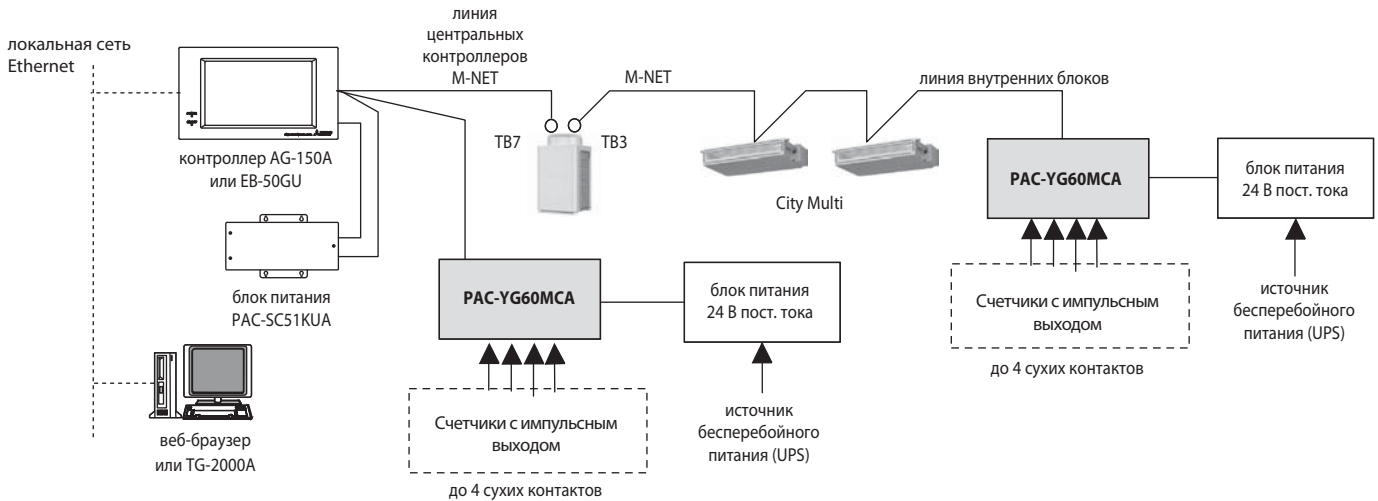 локальная сеть
Ethernet
контроллер AG-150A
или EB-50GU
блок питания
PAC-SC51KUA
веб-браузер
или TG-2000A
линия
центральных
контроллеров
M-NET
M-NET
TB7
TB3
City Multi
линия внутренних блоков
PAC-YG60MCA
блок питания
24 В пост. тока
Счетчики с импульсным
выходом
до 4 сухих контактов
источник
бесперебойного
питания (UPS)
PAC-YG60MCA
блок питания
24 В пост. тока
Счетчики с импульсным
выходом
до 4 сухих контактов
источник
бесперебойного
питания (UPS)